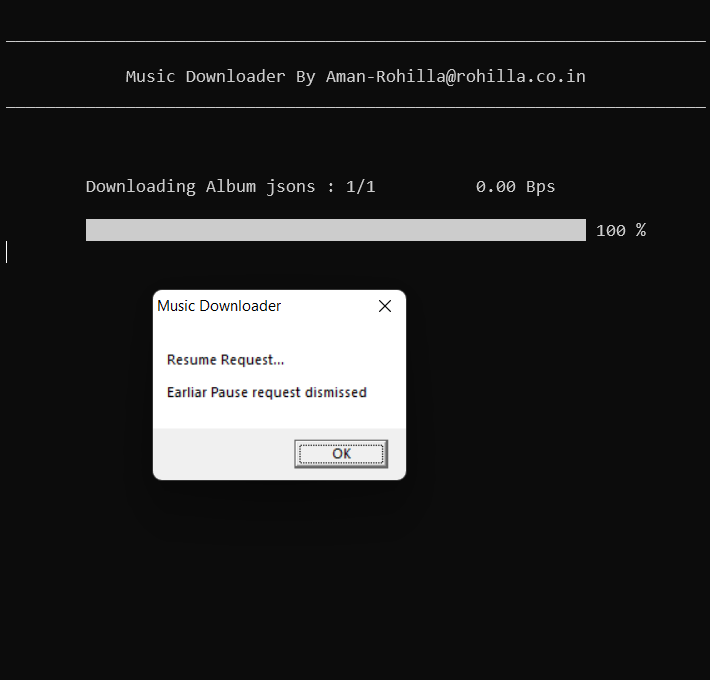 Music Downloader By Aman-Rohilla@rohilla.co.in
Downloading Album jsons : 1/1 0.00 Bps
100 %
Music Downloader
Resume Request...
Earliar Pause request dismissed
OK